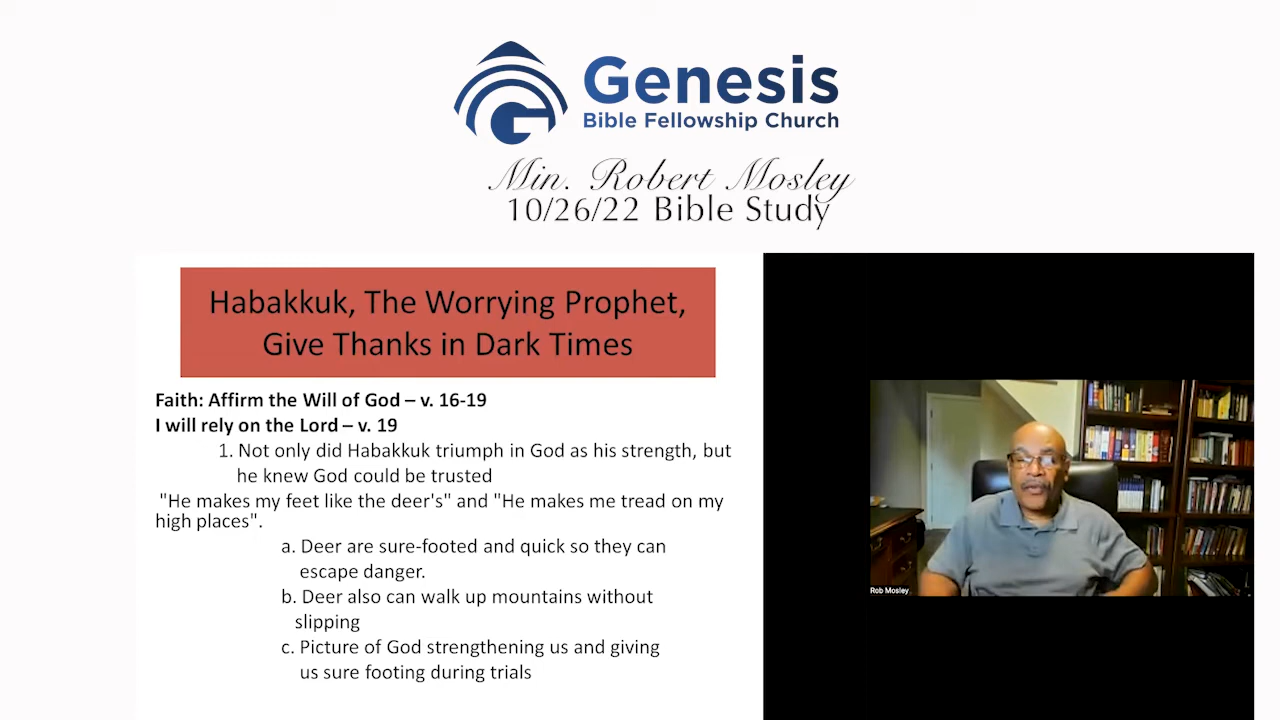 Genesis
Bible Fellowship Church
Min. Robert Mosley
10/26/22 Bible Study
Habakkuk, The Worrying Prophet,
Give Thanks in Dark Times
Faith: Affirm the Will of God – v. 16-19
I will rely on the Lord – v. 19
1. Not only did Habakkuk triumph in God as his strength, but
he knew God could be trusted
"He makes my feet like the deer's" and "He makes me tread on my
high places".
a. Deer are sure-footed and quick so they can
escape danger.
b. Deer also can walk up mountains without
slipping
c. Picture of God strengthening us and giving
us sure footing during trials
Rob Mosley